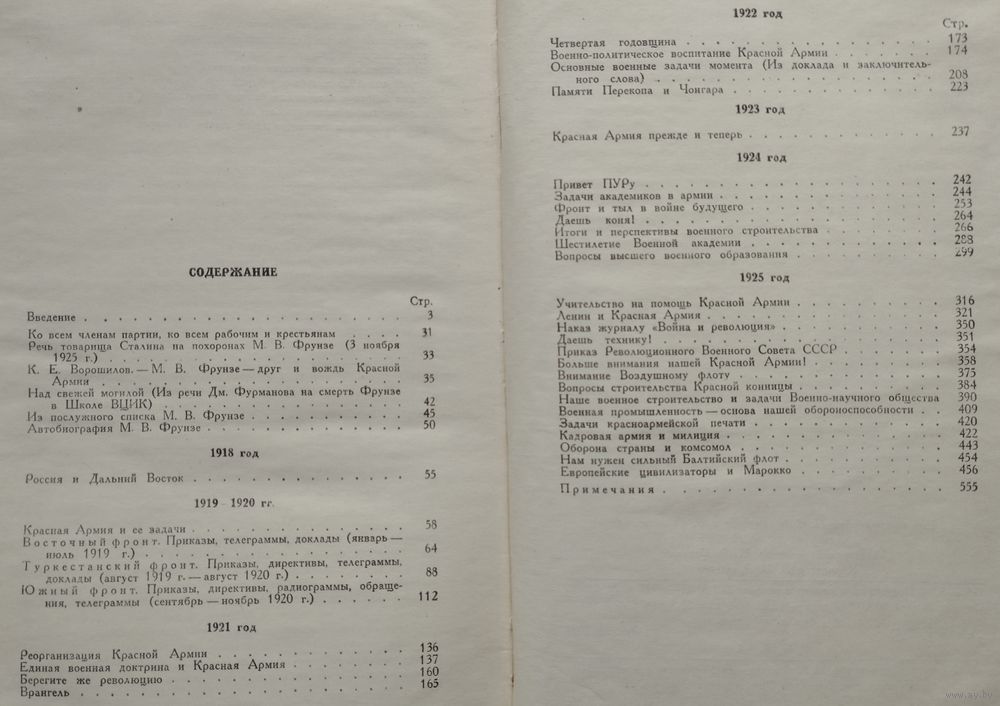 СОДЕРЖАНИЕ
Стр.
Введение . . . . . . . . . . . . . . . . 3
Ко всем членам партии, ко всем рабочим и крестьянам . . . . 31
Речь товарища Сталина на похоронах М. В. Фрунзе (3 ноября
1925 г.) . . . . . . . . . . . . . . . . 33
К. Е. Ворошилов. — М. В. Фрунзе — друг и вождь Красной
Армии . . . . . . . . . . . . . . . . 35
Над свежей могилой (Из речи Дм. Фурманова на смерть Фрунзе
в Школе ВЦИК) . . . . . . . . . . . . . 42
Из послужного списка М. В. Фрунзе . . . . . . . . . 45
Автобиография М. В. Фрунзе . . . . . . . . . . . 50
1918 год
Россия и Дальний Восток . . . . . . . . . . . . 55
1919–1920 гг.
Красная Армия и ее задачи . . . . . . . . . . . . 58
Восточный фронт. Приказы, телеграммы, доклады (январь —
июль 1919 г.) . . . . . . . . . . . . . . 64
Туркестанский фронт. Приказы, директивы, телеграммы,
доклады (август 1919 г. — август 1920 г.) . . . . . . . 88
Южный фронт. Приказы, директивы, радиограммы, обраще-
ния, телеграммы (сентябрь — ноябрь 1920 г.) . . . . . . 112
1921 год
Реорганизация Красной Армии . . . . . . . . . . . 136
Единая военная доктрина и Красная Армия . . . . . . . 137
Берегите же революцию . . . . . . . . . . . . . 160
Врангель . . . . . . . . . . . . . . . . . 165
1922 год
Стр.
Четвертая годовщина . . . . . . . . . . . . . . 173
Военно-политическое воспитание Красной Армии . . . . . . 174
Основные военные задачи момента (Из доклада и заключитель-
ного слова) . . . . . . . . . . . . . . . 208
Памяти Перекопа и Чонгара . . . . . . . . . . . . 223
1923 год
Красная Армия прежде и теперь . . . . . . . . . . . 237
1924 год
Привет ПУРу . . . . . . . . . . . . . . . . 242
Задачи академиков в армии . . . . . . . . . . . . 244
Фронт и тыл в войне будущего . . . . . . . . . . . 253
Даешь коня! . . . . . . . . . . . . . . . . 264
Итоги и перспективы военного строительства . . . . . . . 266
Шестилетие Военной академии . . . . . . . . . . . 288
Вопросы высшего военного образования . . . . . . . . 299
1925 год
Учительство на помощь Красной Армии . . . . . . . . 316
Ленин и Красная Армия . . . . . . . . . . . . . 321
Наказ журналу «Война и революция» . . . . . . . . . 350
Даешь технику! . . . . . . . . . . . . . . . 351
Приказ Революционного Военного Совета СССР . . . . . . 354
Больше внимания нашей Красной Армии! . . . . . . . . 358
Внимание Воздушному флоту . . . . . . . . . . . . 375
Вопросы строительства Красной конницы . . . . . . . . 384
Наше военное строительство и задачи Военно-научного общества 390
Военная промышленность — основа нашей обороноспособности . . 409
Задачи красноармейской печати . . . . . . . . . . . 420
Кадровая армия и милиция . . . . . . . . . . . . 422
Оборона страны и комсомол . . . . . . . . . . . . 443
Нам нужен сильный Балтийский флот . . . . . . . . . 454
Европейские цивилизаторы и Марокко . . . . . . . . . 456
Примечания . . . . . . . . . . . . . . . . 555
www.ay.by